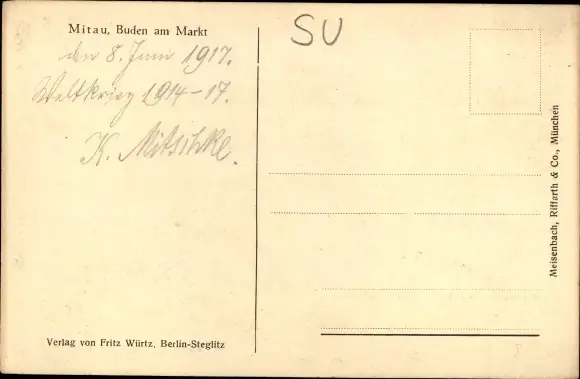 Mitau, Buden am Markt
den 8. Juni 1917.
Weltkrieg 1914-17.
K. Mitschke.
SU
Meisenbach, Riffarth & Co., München
Verlag von Fritz Würtz, Berlin-Steglitz